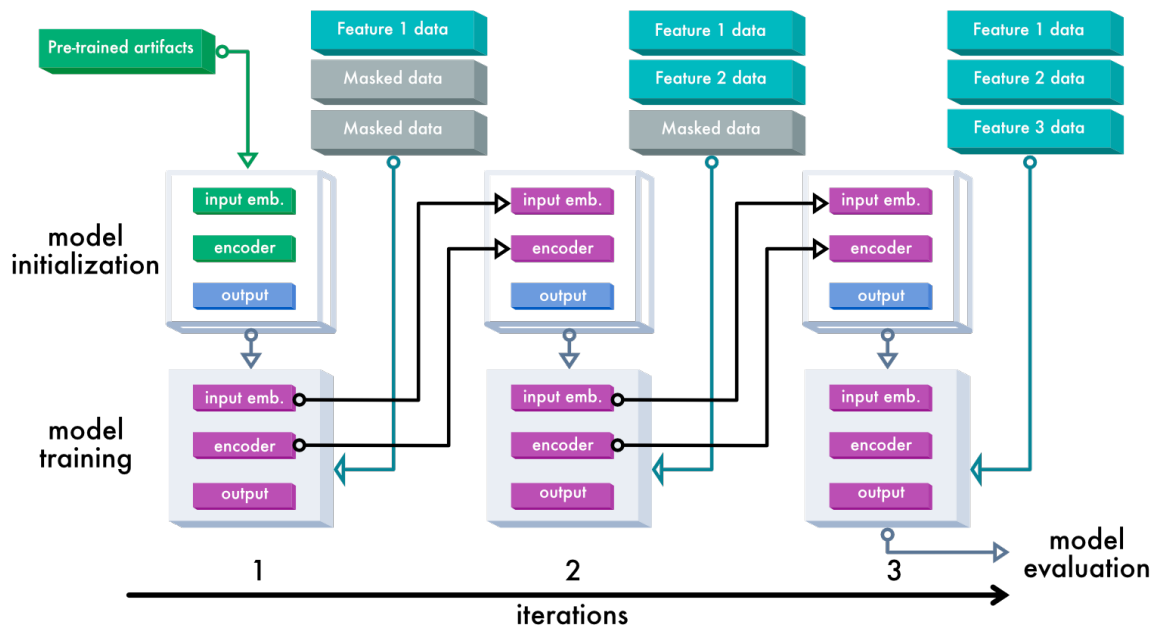 Pre-trained artifacts
Feature 1 data
Masked data
Masked data
Feature 1 data
Feature 2 data
Masked data
Feature 1 data
Feature 2 data
Feature 3 data
model
initialization
input emb.
encoder
output
input emb.
encoder
output
input emb.
encoder
output
model
training
input emb.
encoder
output
input emb.
encoder
output
input emb.
encoder
output
model
evaluation
1
2
3
iterations